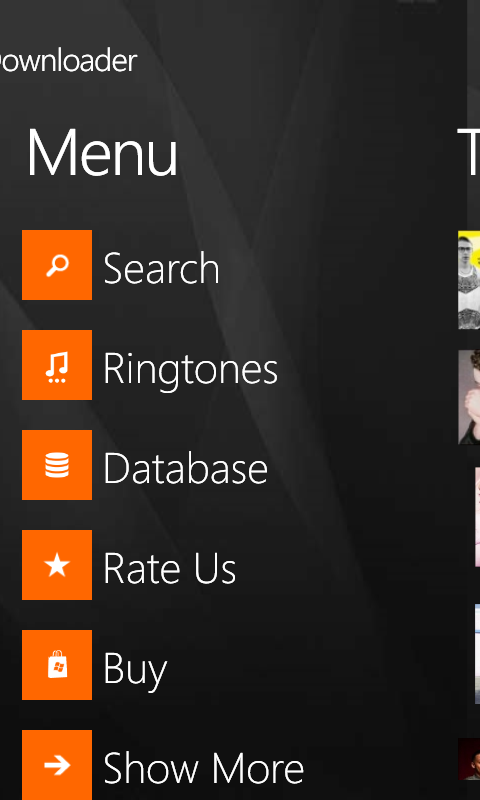 ownloader
Menu
T
Search
Ringtones
Database
Rate Us
Buy
Show More